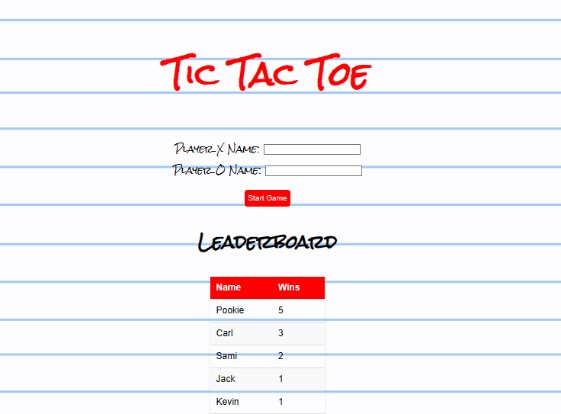 Tic Tac Toe
Player X Name:
Player O Name:
Start Game
Leaderboard
Name Wins
Pookie 5
Carl 3
Sami 2
Jack 1
Kevin 1